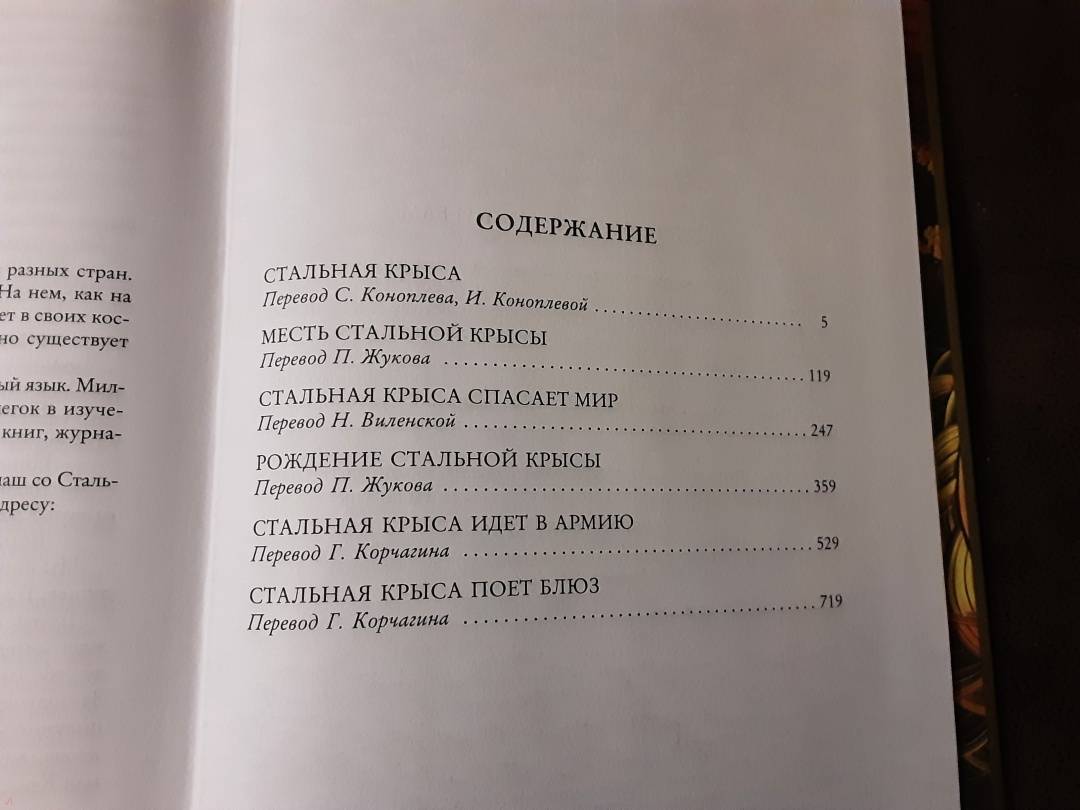 разных стран.
На нем, как на
ет в своих кос-
но существует
ый язык. Мил-
легок в изуче-
книг, журна-
наш со Сталь-
дресу:
СОДЕРЖАНИЕ
СТАЛЬНАЯ КРЫСА
Перевод С. Коноплева, И. Коноплевой .......... 5
МЕСТЬ СТАЛЬНОЙ КРЫСЫ
Перевод П. Жукова .......... 119
СТАЛЬНАЯ КРЫСА СПАСАЕТ МИР
Перевод Н. Виленской .......... 247
РОЖДЕНИЕ СТАЛЬНОЙ КРЫСЫ
Перевод П. Жукова .......... 359
СТАЛЬНАЯ КРЫСА ИДЕТ В АРМИЮ
Перевод Г. Корчагина .......... 529
СТАЛЬНАЯ КРЫСА ПОЕТ БЛЮЗ
Перевод Г. Корчагина .......... 719